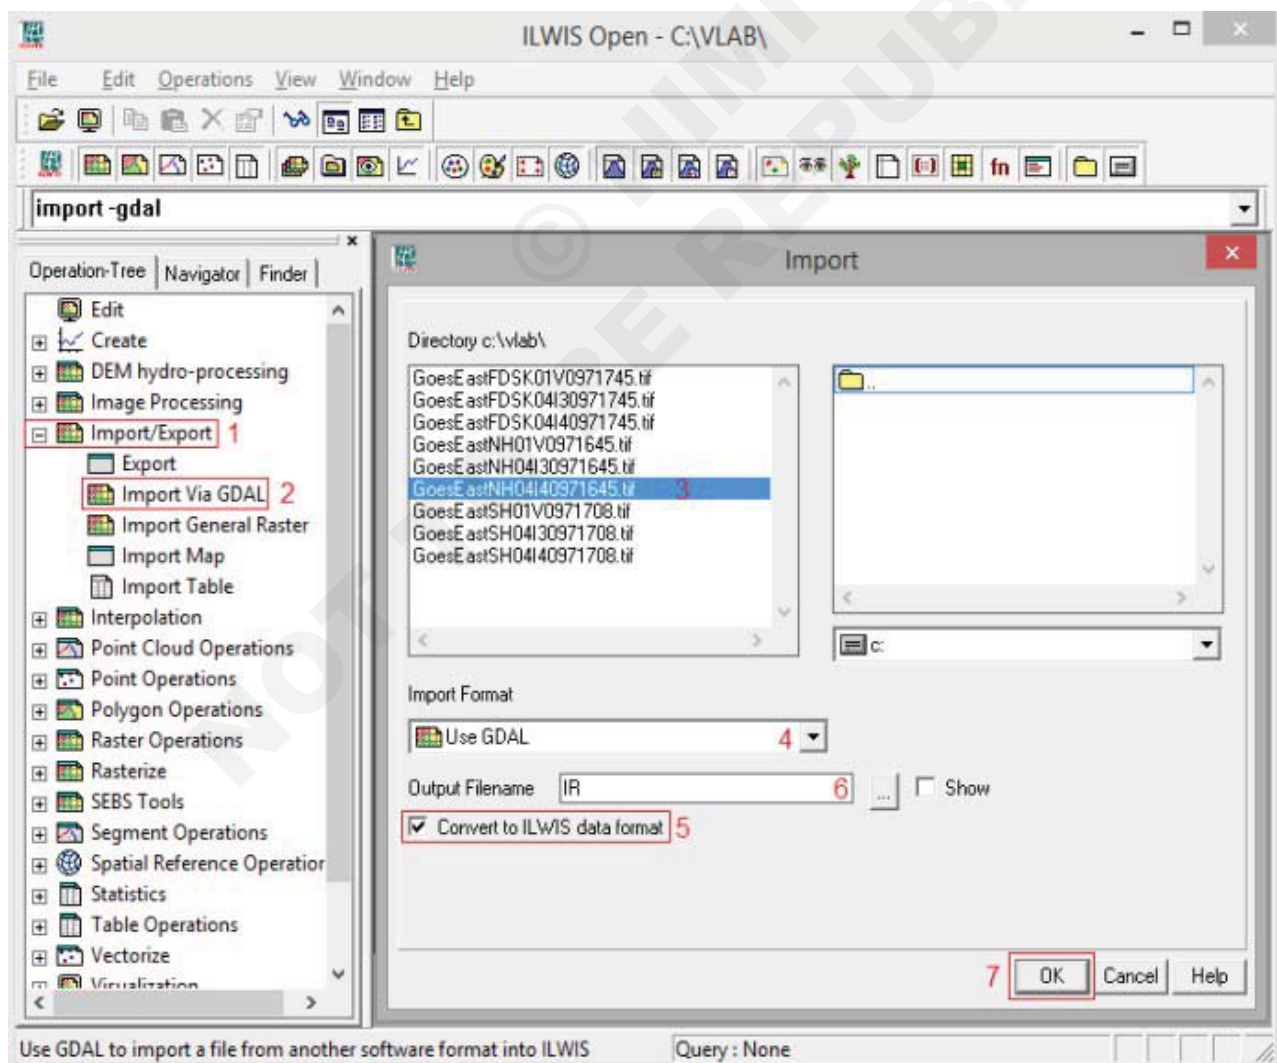 ILWIS Open - C:\VLAB\
File Edit Operations View Window Help
fn
import -gdal
Operation-Tree Navigator Finder
Edit
Create
DEM hydro-processing
Image Processing
Import/Export 1
Export
Import Via GDAL 2
Import General Raster
Import Map
Import Table
Interpolation
Point Cloud Operations
Point Operations
Polygon Operations
Raster Operations
Rasterize
SEBS Tools
Segment Operations
Spatial Reference Operatior
Statistics
Table Operations
Vectorize
Visualization
Import
Directory c:\vlab\
GoesEastFDSK01V0971745.tif
GoesEastFDSK04I30971745.tif
GoesEastFDSK04I40971745.tif
GoesEastNH01V0971645.tif
GoesEastNH04I30971645.tif
GoesEastNH04I40971645.tif 3
GoesEastSH01V0971708.tif
GoesEastSH04I30971708.tif
GoesEastSH04I40971708.tif
..
c:
Import Format
Use GDAL 4
Output Filename IR 6 ... Show
Convert to ILWIS data format 5
7 OK Cancel Help
Use GDAL to import a file from another software format into ILWIS Query : None